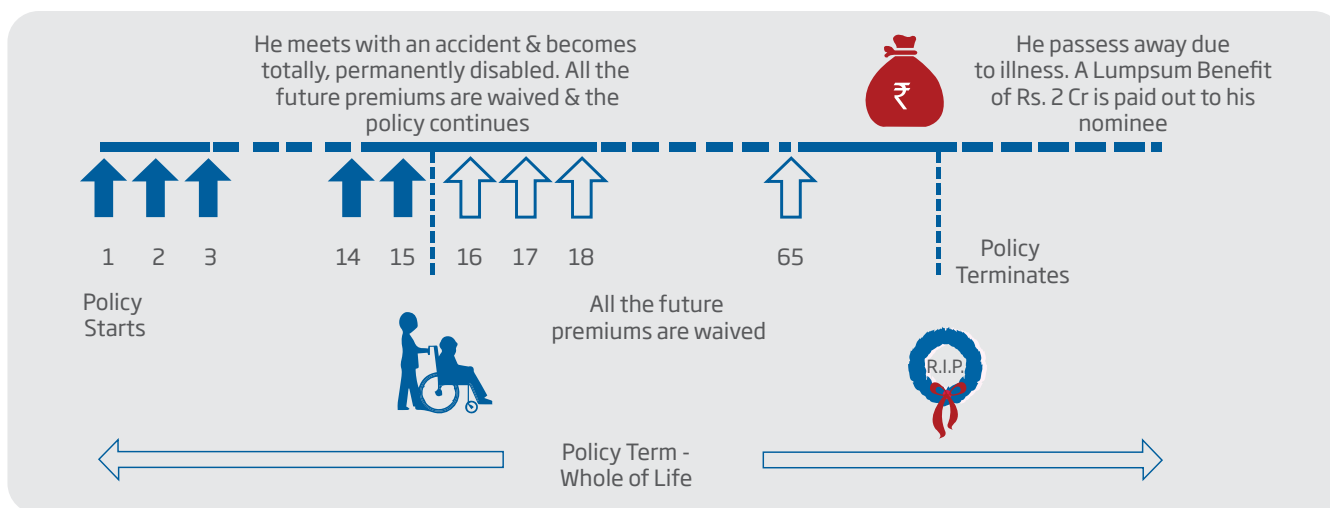 He meets with an accident & becomes
totally, permanently disabled. All the
future premiums are waived & the
policy continues
₹
He passess away due
to illness. A Lumpsum Benefit
of Rs. 2 Cr is paid out to his
nominee
1 2 3 14 15 16 17 18 65
Policy
Starts
All the future
premiums are waived
Policy
Terminates
R.I.P.
Policy Term -
Whole of Life